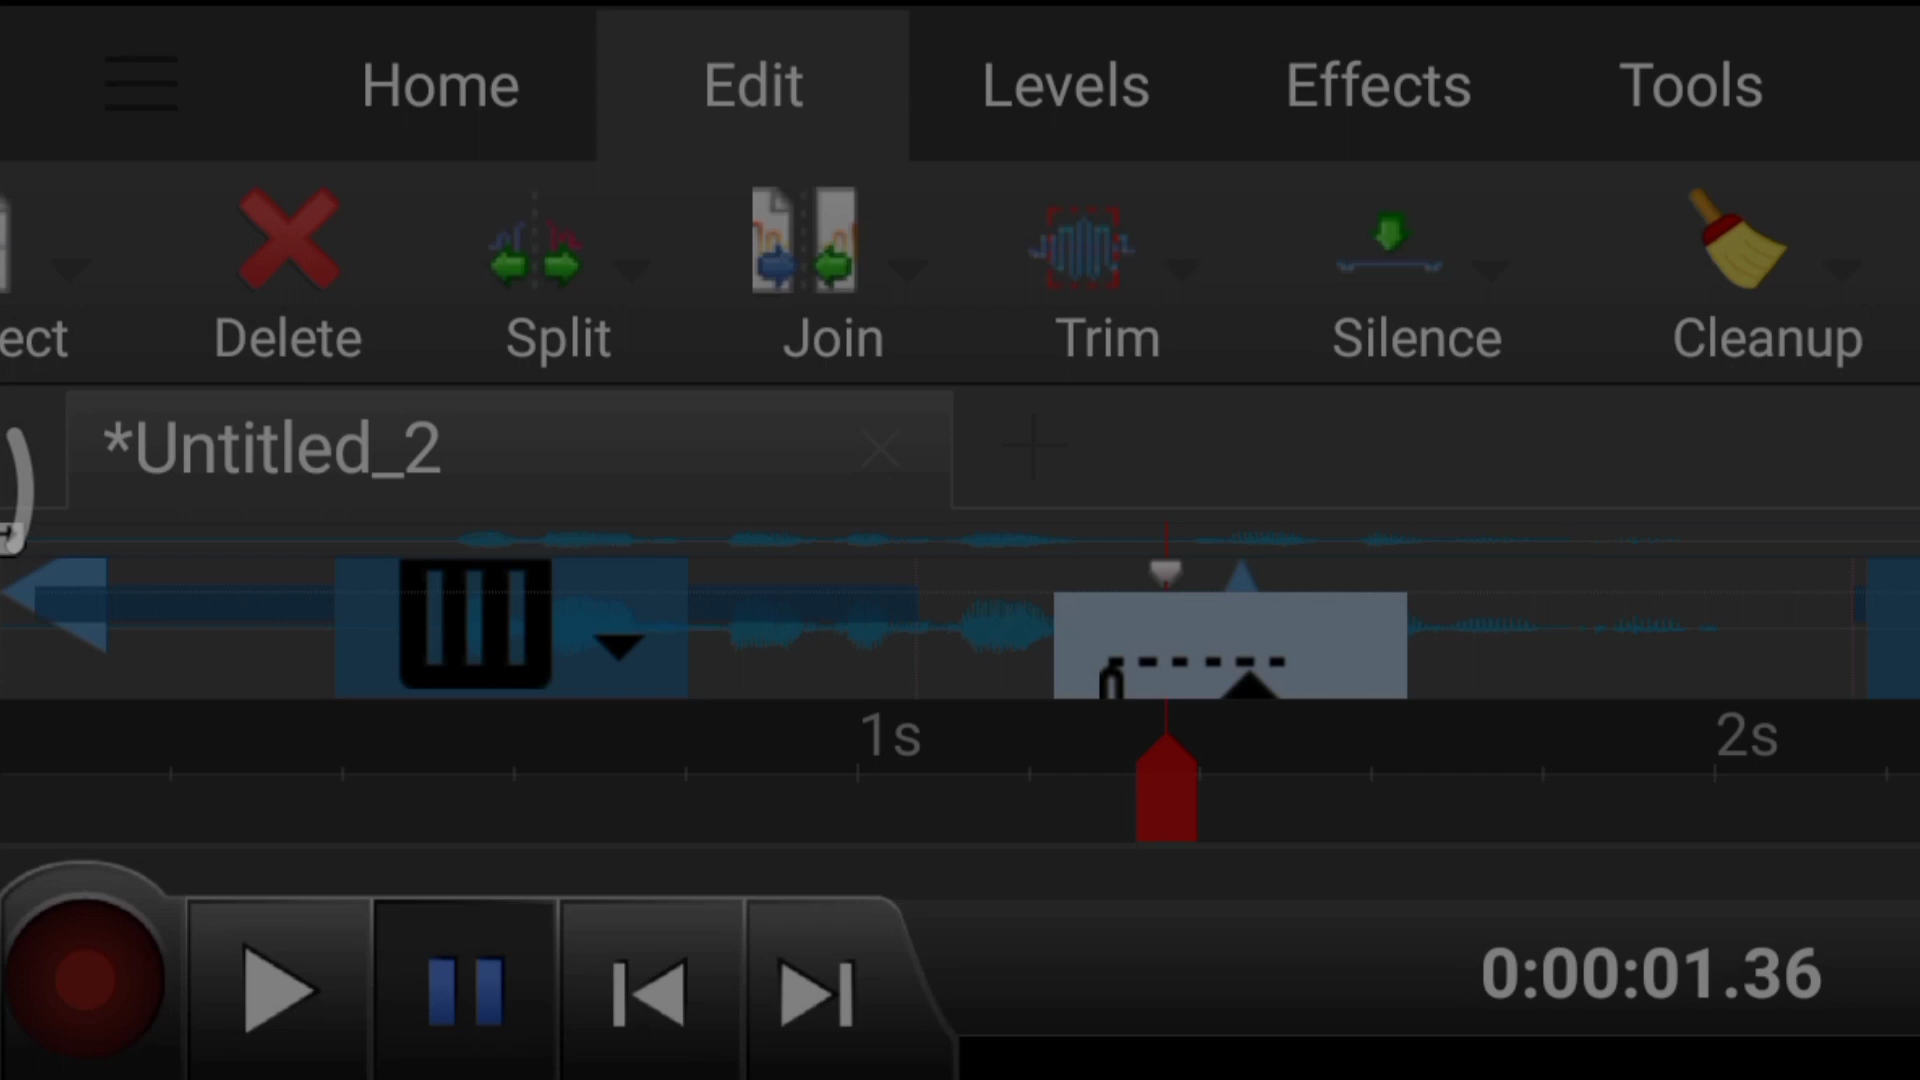 Home Edit Levels Effects Tools
ect Delete Split Join Trim Silence Cleanup
*Untitled_2
1s 2s
0:00:01.36